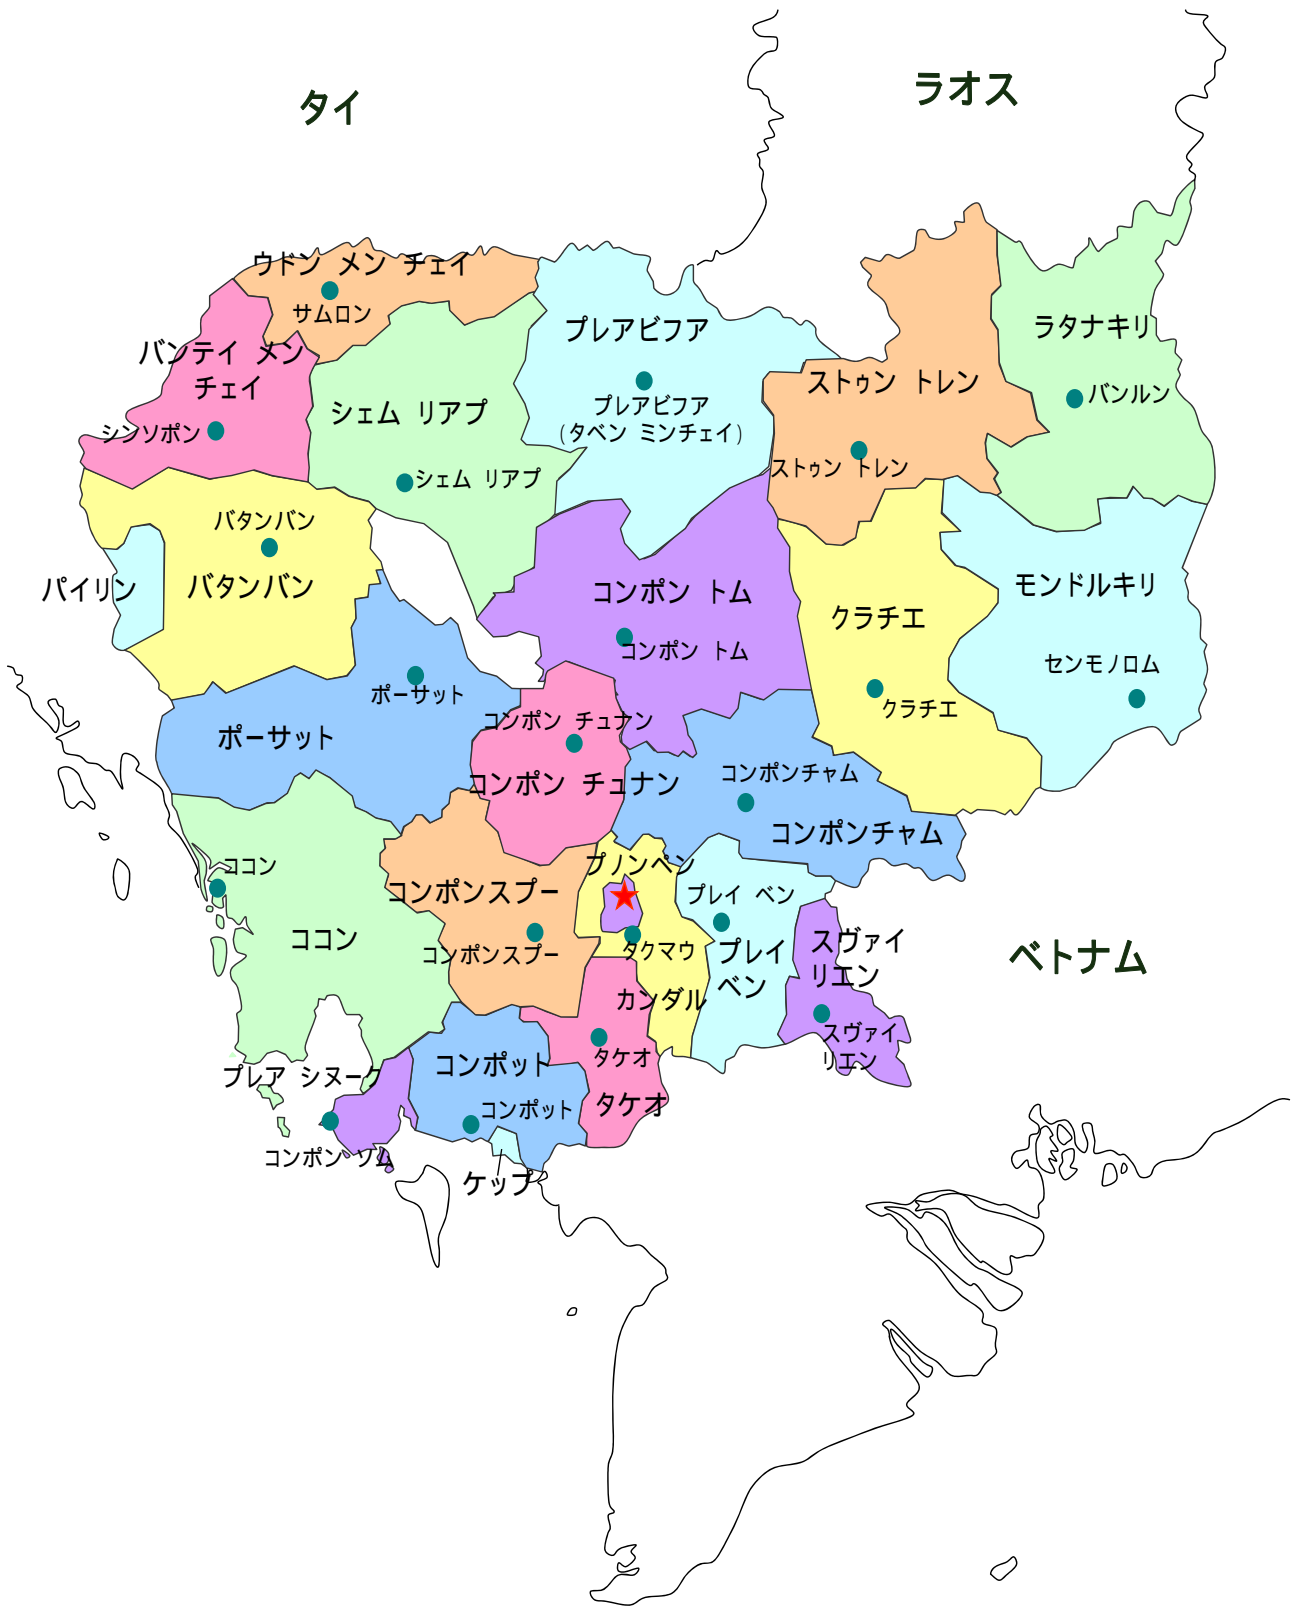 タイ
ラオス
ウドン メン チェイ
サムロン
バンテイ メン
チェイ
シンソポン
シェム リアプ
シェム リアプ
プレアビフア
プレアビフア
(タベン ミンチェイ)
ストゥン トレン
ストゥン トレン
ラタナキリ
バンルン
バタンバン
バタンバン
パイリン
コンポン トム
コンポン トム
クラチエ
クラチエ
モンドルキリ
センモノロム
ポーサット
ポーサット
コンポン チュナン
コンポン チュナン
コンポンチャム
コンポンチャム
プノンペン
ココン
ココン
コンポンスプー
コンポンスプー
タクマウ
カンダル
プレイ ベン
プレイ
ベン
スヴァイ
リエン
スヴァイ
リエン
ベトナム
プレア シヌーク
コンポン ソム
コンポット
コンポット
タケオ
タケオ
ケップ